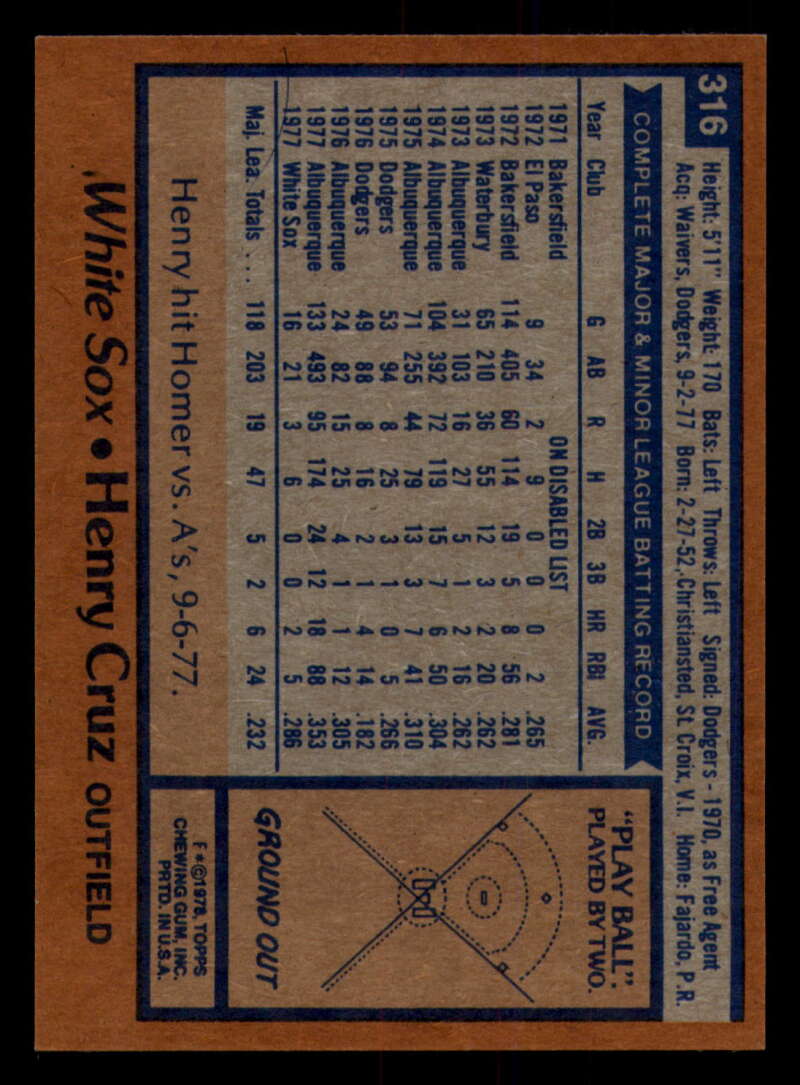 316
Height: 5'11" Weight: 170 Bats: Left Throws: Left Signed: Dodgers - 1970, as Free Agent
Acq: Waivers, Dodgers, 9-2-77 Born: 2-27-52, Christiansted, St Croix, V.I. Home: Fajardo, P.R.
COMPLETE MAJOR & MINOR LEAGUE BATTING RECORD
Year Club G AB R H 2B 3B HR RBI AVG.
1971 Bakersfield ON DISABLED LIST
1972 El Paso 9 34 2 9 0 0 0 2 .265
1972 Bakersfield 114 405 60 114 19 5 8 56 .281
1973 Waterbury 65 210 36 55 12 3 2 20 .262
1973 Albuquerque 31 103 16 27 5 1 2 16 .262
1974 Albuquerque 104 392 72 119 15 7 6 50 .304
1975 Albuquerque 71 255 44 79 13 3 7 41 .310
1975 Dodgers 53 94 8 25 3 1 0 5 .266
1976 Dodgers 49 88 8 16 2 1 4 14 .182
1976 Albuquerque 24 82 15 25 4 1 1 12 .305
1977 Albuquerque 133 493 95 174 24 12 18 88 .353
1977 White Sox 16 21 3 6 0 0 2 5 .286
Maj. Lea. Totals ... 118 203 19 47 5 2 6 24 .232
Henry hit Homer vs. A's, 9-6-77.
"PLAY BALL".
PLAYED BY TWO.
GROUND OUT
F*©1978, TOPPS
CHEWING GUM, INC.
PRTD. IN U.S.A.
White Sox • Henry Cruz OUTFIELD